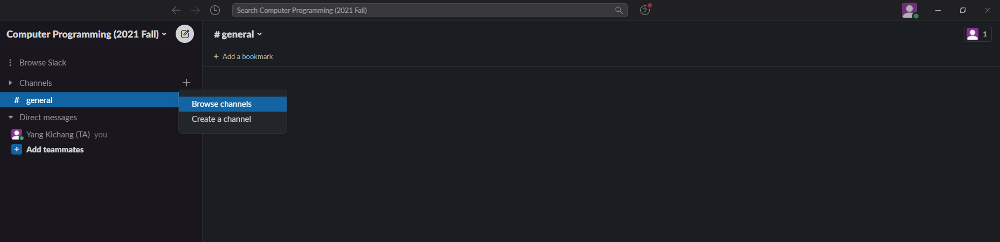 Search Computer Programming (2021 Fall)
Computer Programming (2021 Fall)
# general
1
+ Add a bookmark
Browse Slack
Channels +
# general
Browse channels
Create a channel
Direct messages
Yang Kichang (TA) you
+ Add teammates